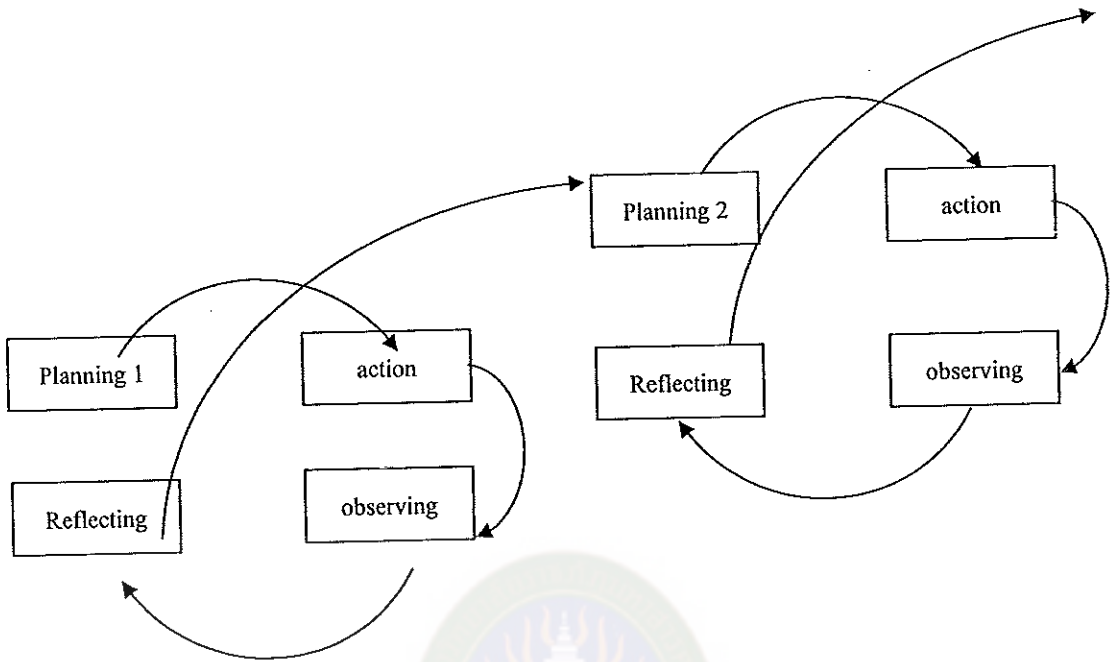 Planning 2
action
Reflecting
observing
Planning 1
action
Reflecting
observing